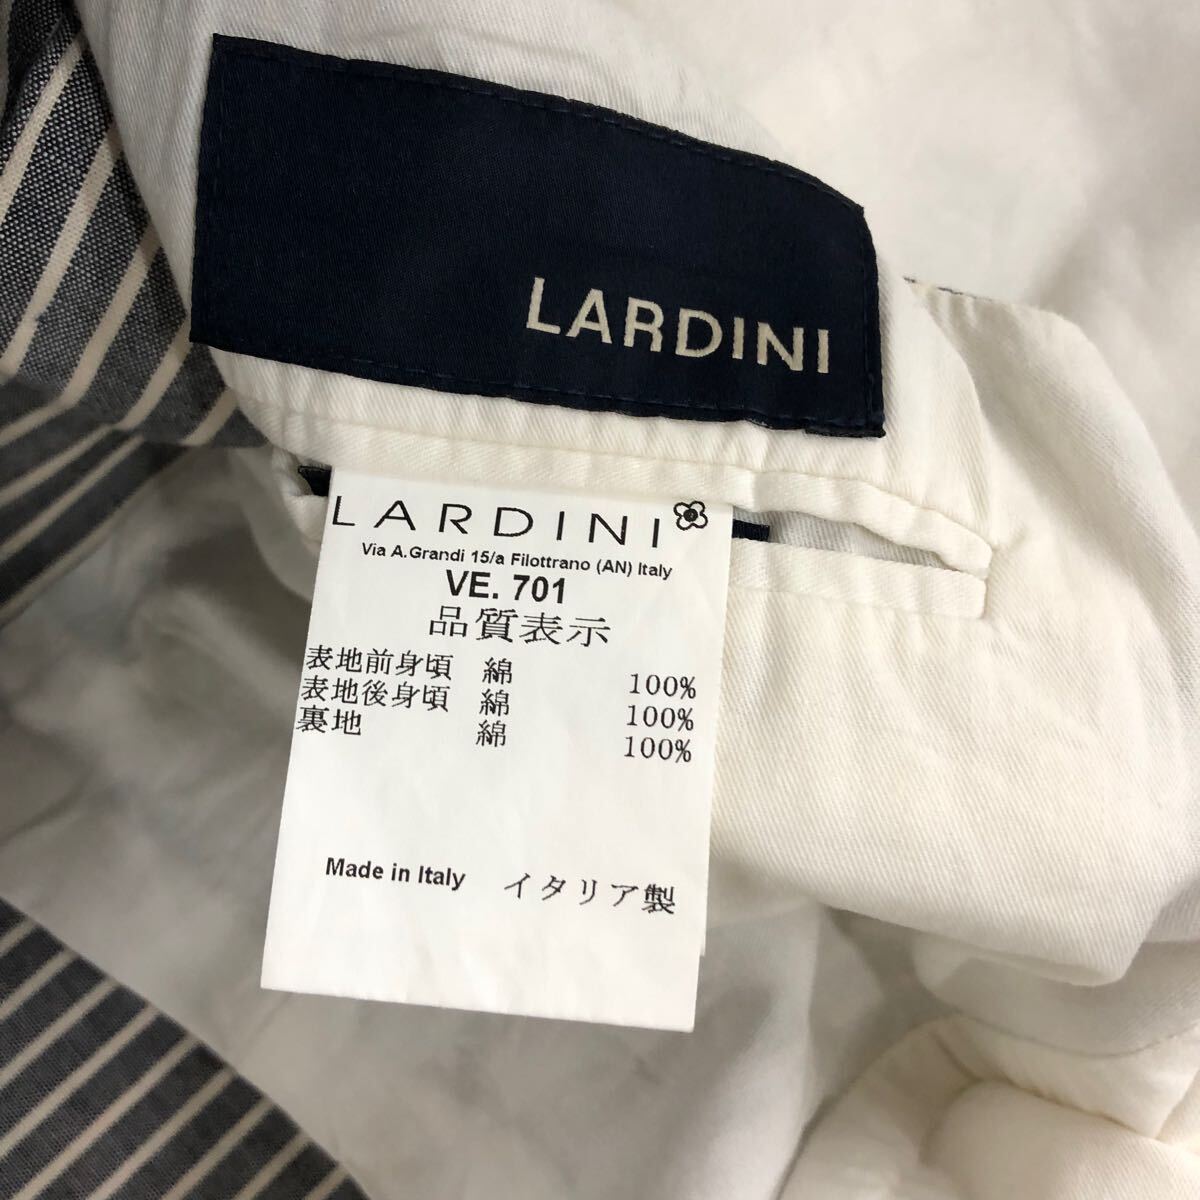 LARDINI
LARDINI
Via A.Grandi 15/a Filottrano (AN) Italy
VE. 701
品質表示
表地前身頃 綿 100%
表地後身頃 綿 100%
裏地 綿 100%
Made in Italy イタリア製